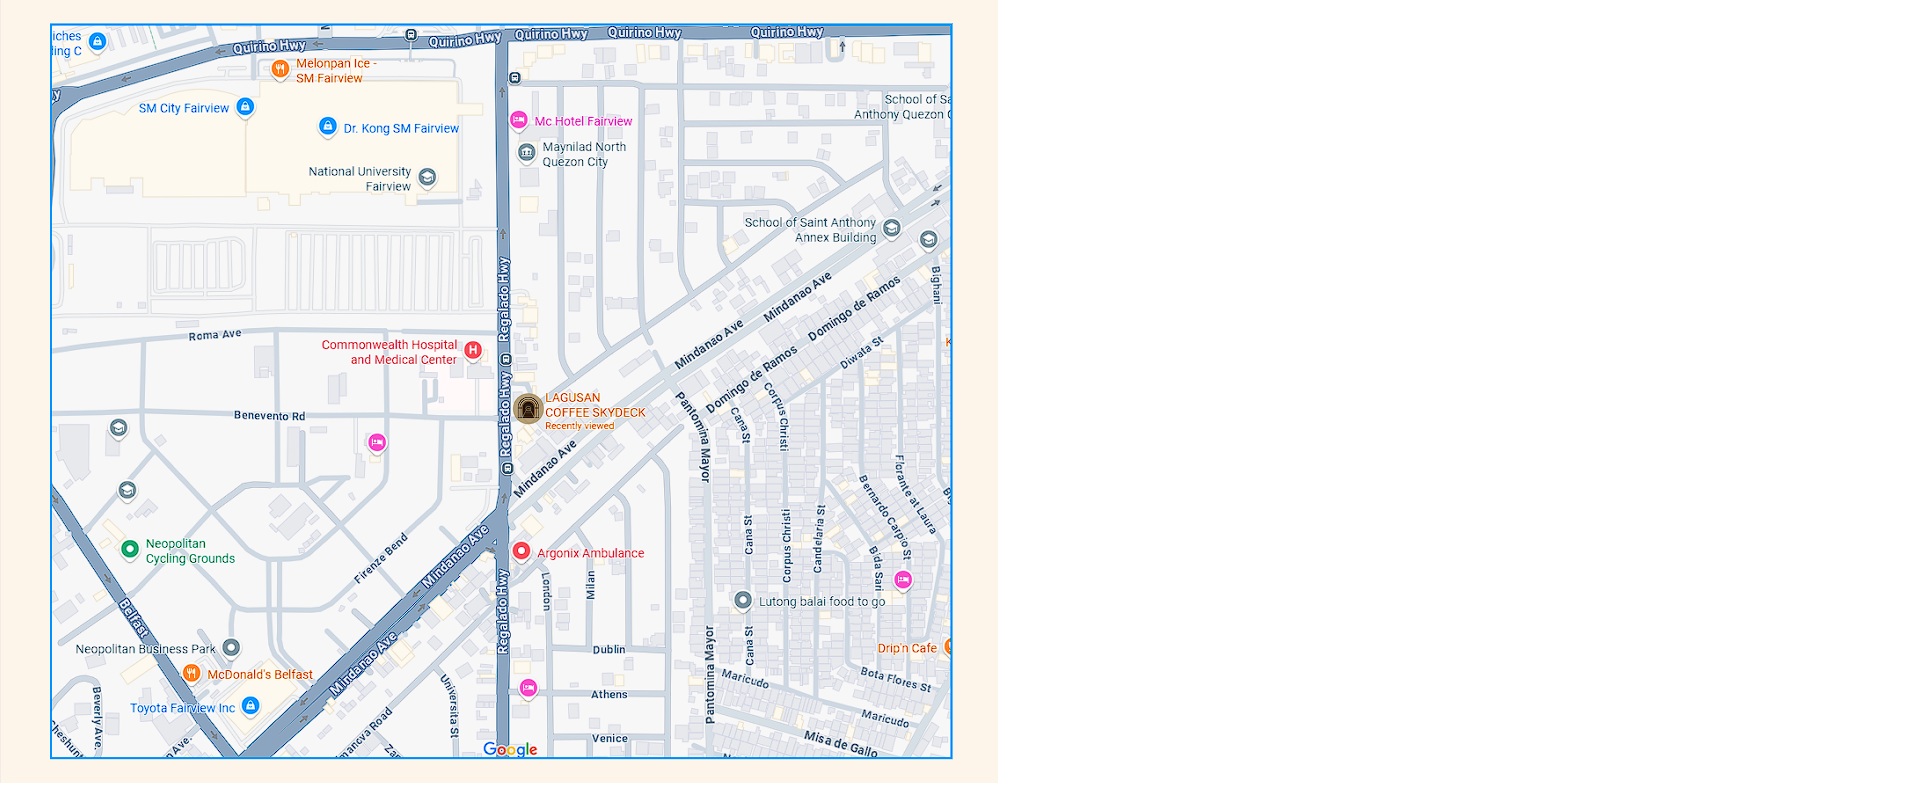 Quirino Hwy
Quirino Hwy
Quirino Hwy
Quirino Hwy
Quirino Hwy
Melonpan Ice -
SM Fairview
SM City Fairview
Dr. Kong SM Fairview
Mc Hotel Fairview
Anthony Quezon
Maynilad North
Quezon City
National University
Fairview
School of Saint Anthony
Annex Building
Bighani
Regalado Hwy
Mindanao Ave
Mindanao Ave
Domingo de Ramos
Roma Ave
Commonwealth Hospital
and Medical Center
Diwata St
Domingo de Ramos
Regalado Hwy
LAGUSAN
COFFEE SKYDECK
Recently viewed
Benevento Rd
Pantomina Mayor
Cana St
Corpus Christi
Mindanao Ave
Florante at Laura
Bernardo Carpio St
Cana St
Corpus Christi
Candelaria St
Neopolitan
Cycling Grounds
Firenze Bend
Mindanao Ave
Argonix Ambulance
Bida Sari
London
Milan
Regalado Hwy
Belfast
Lutong balai food to go
Neopolitan Business Park
Mindanao Ave
Dublin
Pantomina Mayor
Cana St
Drip'n Cafe
McDonald's Belfast
Maricudo
Bota Flores St
Toyota Fairview Inc
Beverly Ave.
Universita St
Athens
Maricudo
Road
Google
Venice
Misa de Gallo